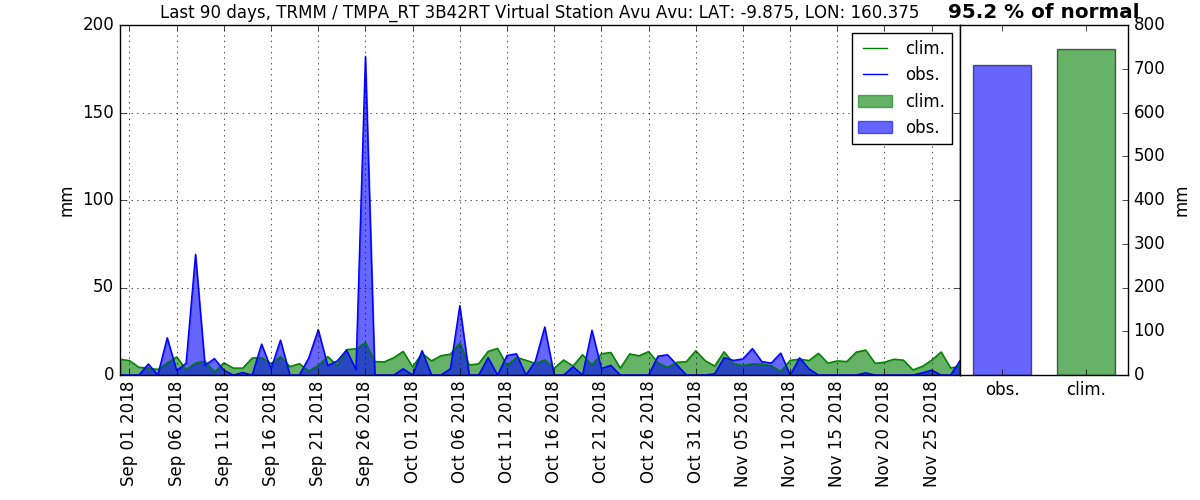 Last 90 days, TRMM / TMPA_RT 3B42RT Virtual Station Avu Avu: LAT: -9.875, LON: 160.375
95.2 % of normal
200
150
100
50
0
mm
clim.
obs.
clim.
obs.
800
700
600
500
400
300
200
100
0
mm
obs.
clim.
Sep 01 2018
Sep 06 2018
Sep 11 2018
Sep 16 2018
Sep 21 2018
Sep 26 2018
Oct 01 2018
Oct 06 2018
Oct 11 2018
Oct 16 2018
Oct 21 2018
Oct 26 2018
Oct 31 2018
Nov 05 2018
Nov 10 2018
Nov 15 2018
Nov 20 2018
Nov 25 2018